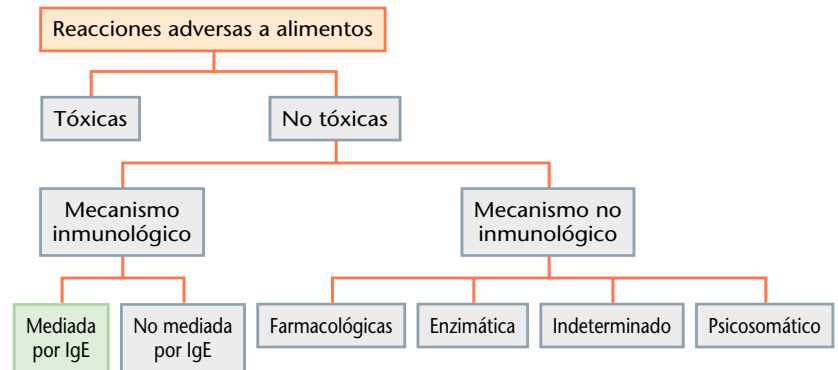 Reacciones adversas a alimentos
Tóxicas
No tóxicas
Mecanismo
inmunológico
Mecanismo no
inmunológico
Mediada
por IgE
No mediada
por IgE
Farmacológicas
Enzimática
Indeterminado
Psicosomático